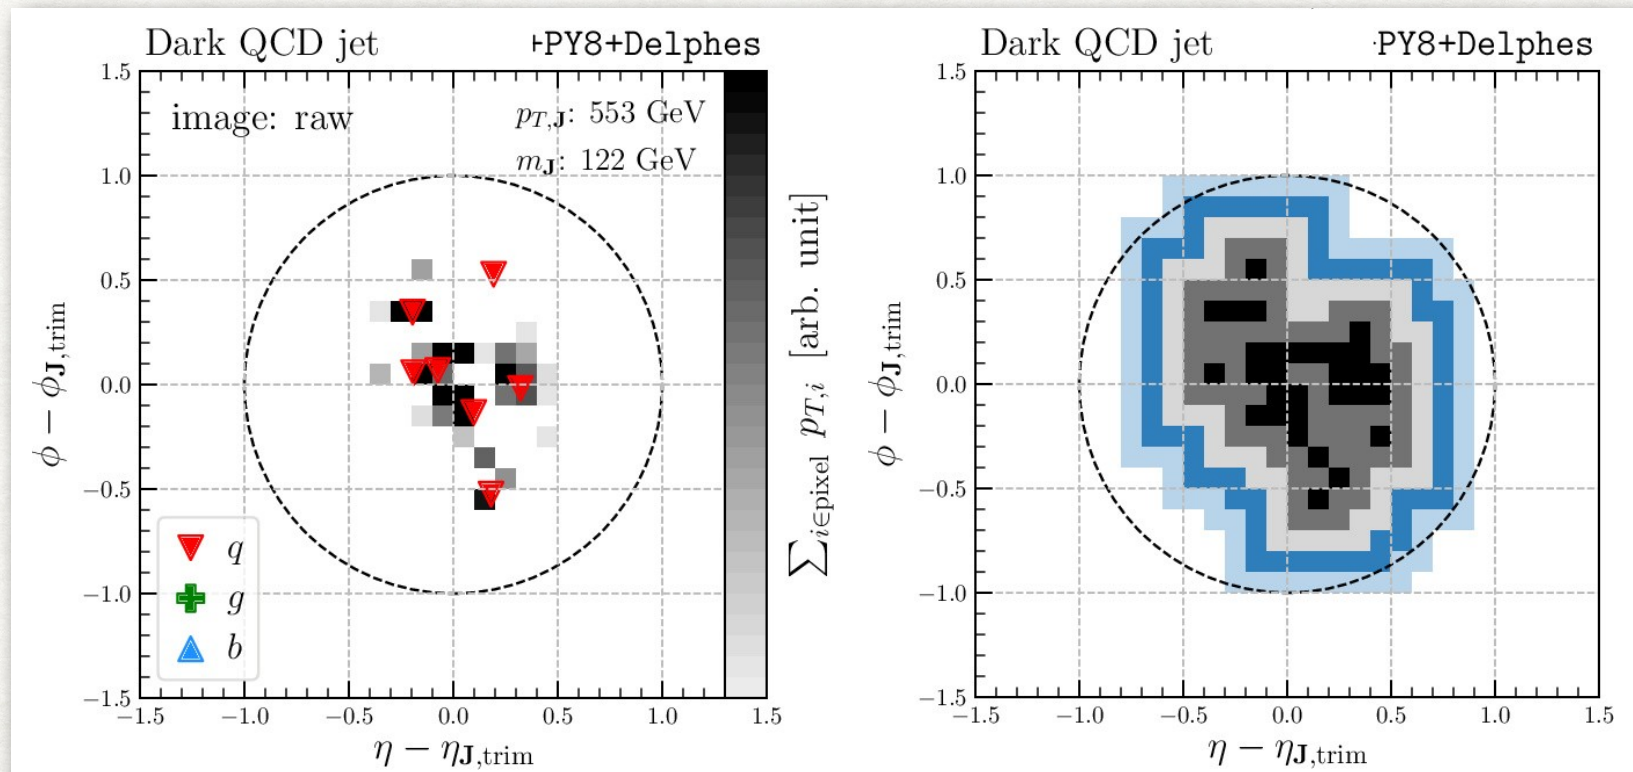 Dark QCD jet
+PY8+Delphes
image: raw
p_{T,J}: 553 GeV
m_J: 122 GeV
q
g
b
1.5
1.0
0.5
0.0
−0.5
−1.0
−1.5
ϕ − ϕ_{J,trim}
−1.5 −1.0 −0.5 0.0 0.5 1.0 1.5
η − η_{J,trim}
∑_{i∈pixel} p_{T,i} [arb. unit]
Dark QCD jet
PY8+Delphes
1.5
1.0
0.5
0.0
−0.5
−1.0
−1.5
ϕ − ϕ_{J,trim}
−1.5 −1.0 −0.5 0.0 0.5 1.0 1.5
η − η_{J,trim}